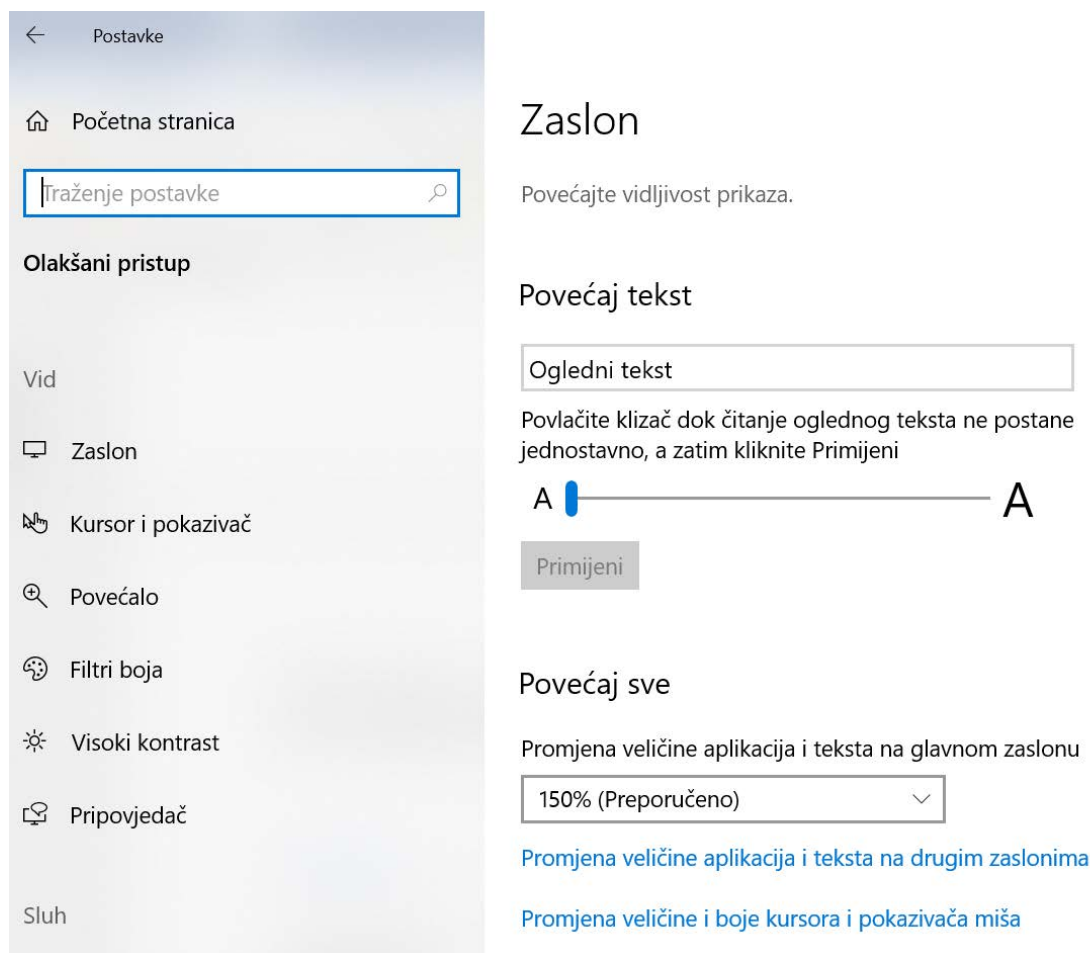 Postavke
Početna stranica
Traženje postavke
Olakšani pristup
Vid
Zaslon
Kursor i pokazivač
Povećalo
Filtri boja
Visoki kontrast
Pripovjedač
Sluh
Zaslon
Povećajte vidljivost prikaza.
Povećaj tekst
Ogledni tekst
Povlačite klizač dok čitanje oglednog teksta ne postane
jednostavno, a zatim kliknite Primijeni
A A
Primijeni
Povećaj sve
Promjena veličine aplikacija i teksta na glavnom zaslonu
150% (Preporučeno)
Promjena veličine aplikacija i teksta na drugim zaslonima
Promjena veličine i boje kursora i pokazivača miša